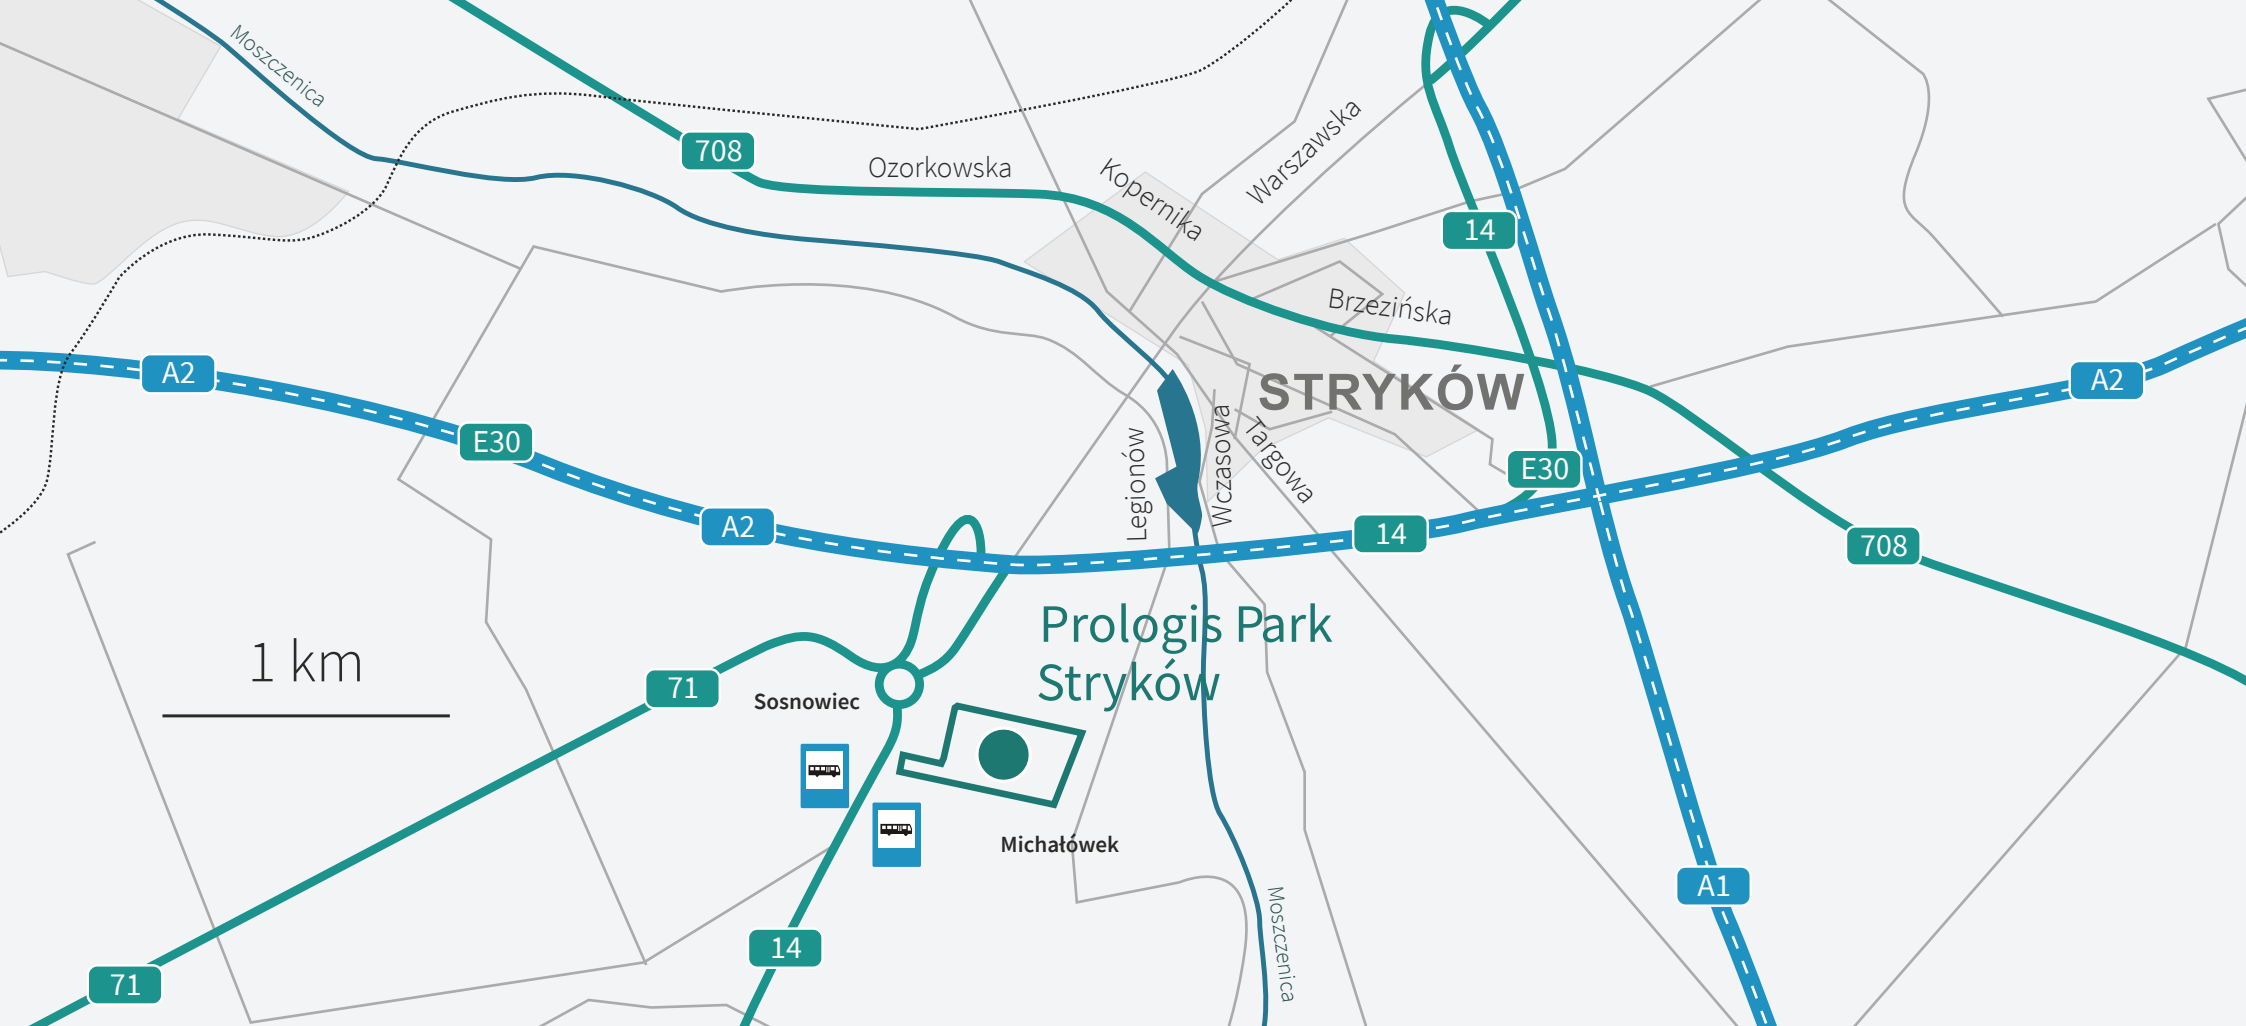 Moszczenica
708
Ozorkowska
Kopernika
Warszawska
14
Brzezińska
A2
A2
STRYKÓW
E30
Legionów
Wczasowa
Targowa
E30
A2
14
708
Prologis Park
Stryków
1 km
71
Sosnowiec
Michałówek
A1
14
Moszczenica
71